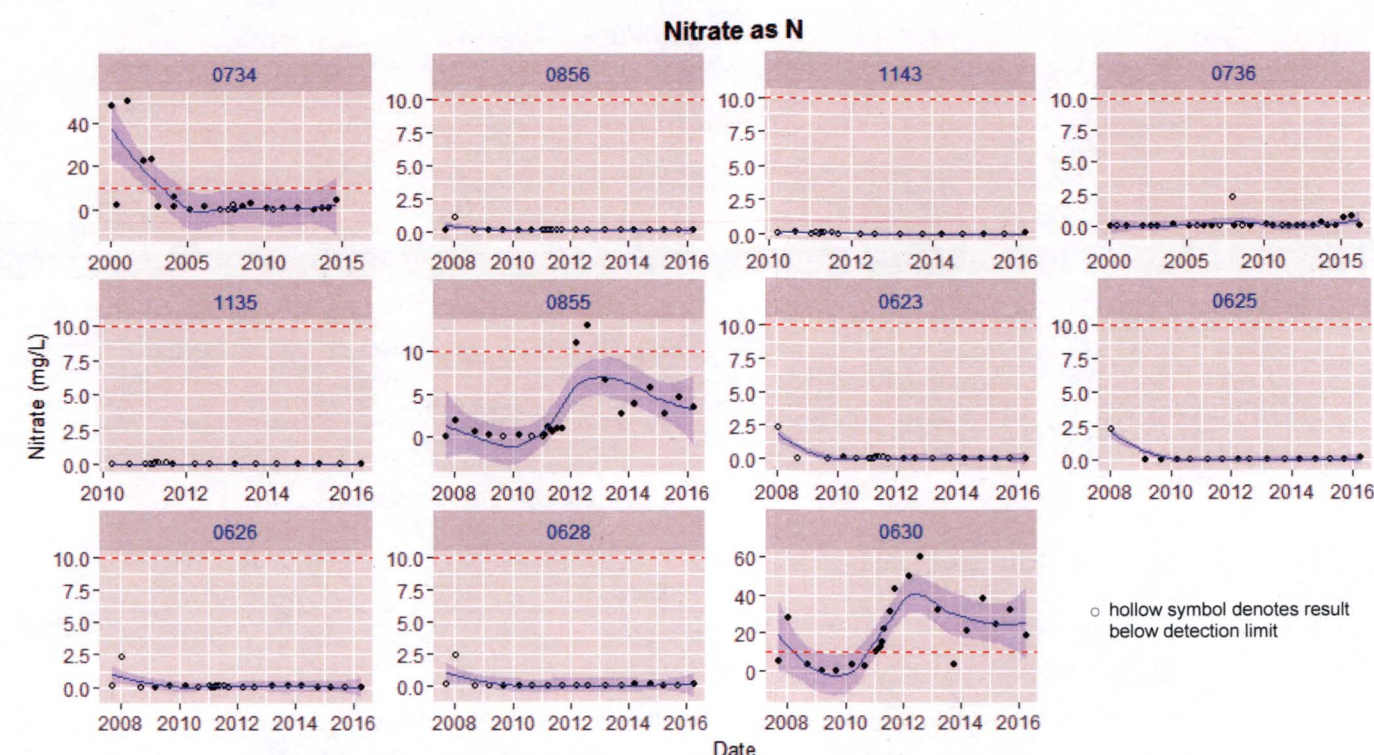 Nitrate as N
0734 0856 1143 0736
40
20
0
2000 2005 2010 2015
10.0
7.5
5.0
2.5
0.0
2008 2010 2012 2014 2016
10.0
7.5
5.0
2.5
0.0
2010 2012 2014 2016
10.0
7.5
5.0
2.5
0.0
2000 2005 2010 2015
Nitrate (mg/L)
1135 0855 0623 0625
10.0
7.5
5.0
2.5
0.0
2010 2012 2014 2016
10
5
0
2008 2010 2012 2014 2016
10.0
7.5
5.0
2.5
0.0
2008 2010 2012 2014 2016
10.0
7.5
5.0
2.5
0.0
2008 2010 2012 2014 2016
0626 0628 0630
10.0
7.5
5.0
2.5
0.0
2008 2010 2012 2014 2016
10.0
7.5
5.0
2.5
0.0
2008 2010 2012 2014 2016
60
40
20
0
2008 2010 2012 2014 2016
hollow symbol denotes result
below detection limit
Date